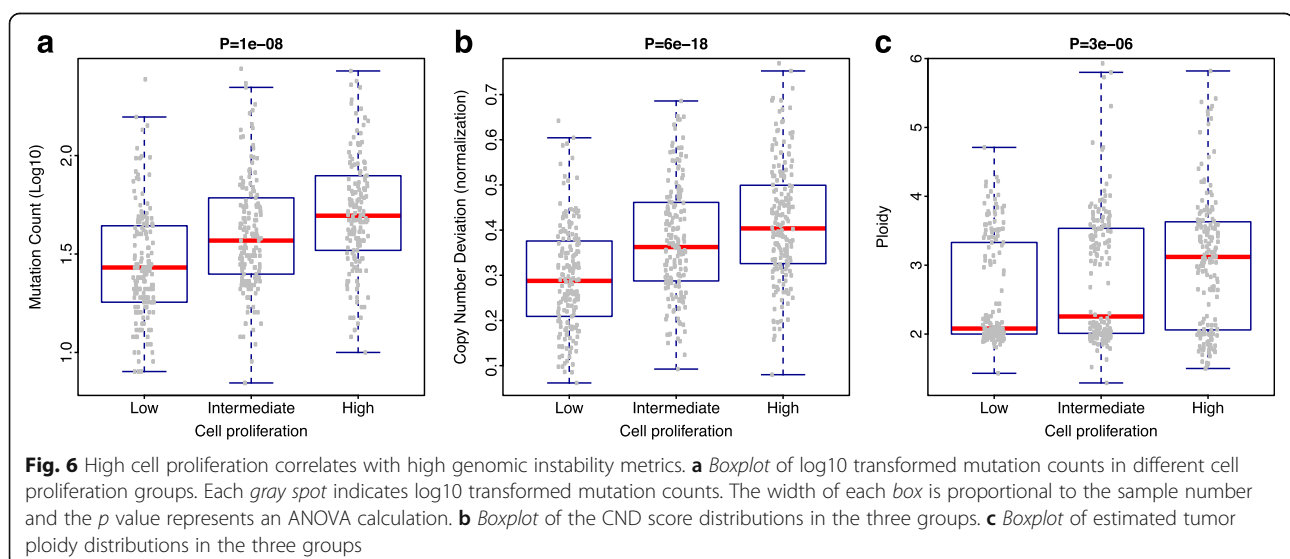 a
P=1e−08
Mutation Count (Log10)
2.0
1.5
1.0
Low Intermediate High
Cell proliferation
b
P=6e−18
Copy Number Deviation (normalization)
0.7
0.6
0.5
0.4
0.3
0.2
0.1
Low Intermediate High
Cell proliferation
c
P=3e−06
Ploidy
6
5
4
3
2
Low Intermediate High
Cell proliferation
Fig. 6 High cell proliferation correlates with high genomic instability metrics. a Boxplot of log10 transformed mutation counts in different cell
proliferation groups. Each gray spot indicates log10 transformed mutation counts. The width of each box is proportional to the sample number
and the p value represents an ANOVA calculation. b Boxplot of the CND score distributions in the three groups. c Boxplot of estimated tumor
ploidy distributions in the three groups